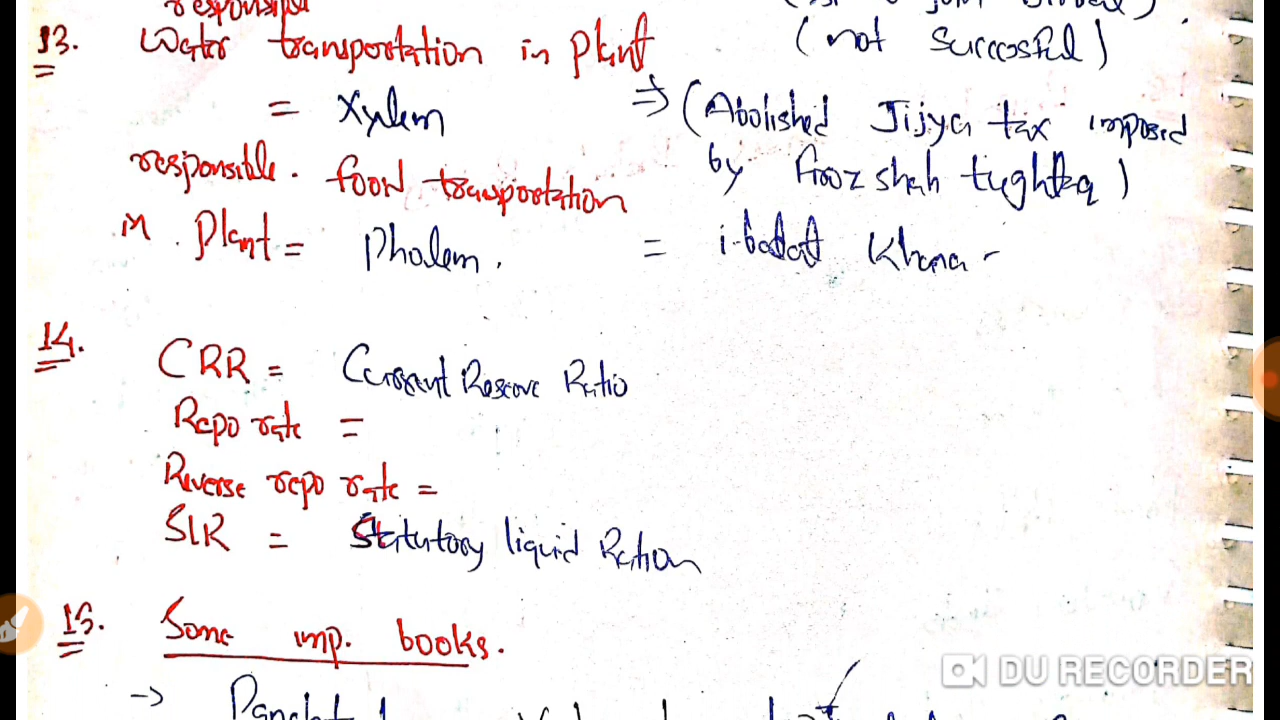 responsible
13. Water transportation in plant
= Xylem
responsible. food transportation
in . Plant = Pholem.
(not successful)
=> (Abolished Jijya tax imposed
by Firoz shah tughlaq)
= i-badat Khana -
14.
CRR = Current Reserve Ratio
Repo rate =
Reverse repo rate =
SLR = Statutory liquid Ration
15. Some imp. books.
->
DU RECORDER